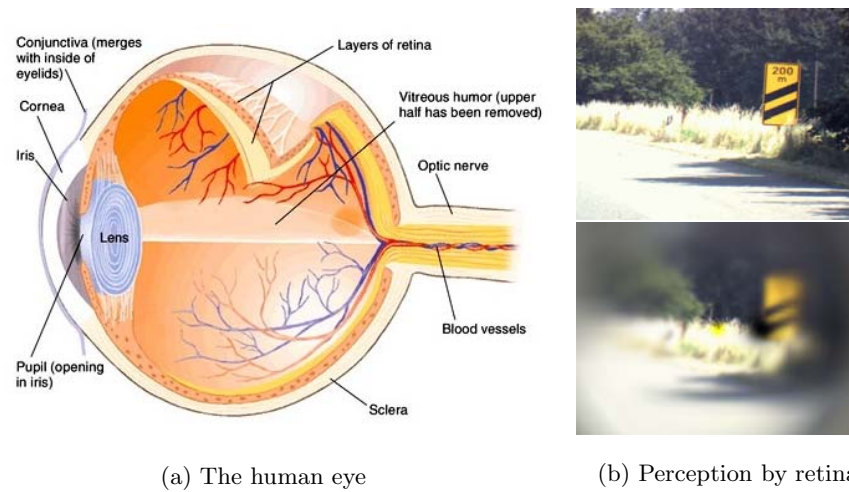 Conjunctiva (merges
with inside of
eyelids)
Cornea
Iris
Lens
Pupil (opening
in iris)
Layers of retina
Vitreous humor (upper
half has been removed)
Optic nerve
Blood vessels
Sclera
200
m
(a) The human eye
(b) Perception by retina